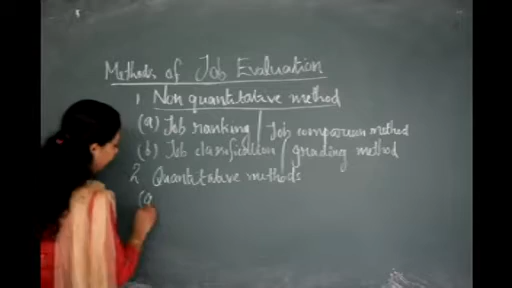 Methods of Job Evaluation
1 Non quantitative method
(a) Job ranking / Job comparison method
(b) Job classification / grading method
2 Quantitative methods
(a